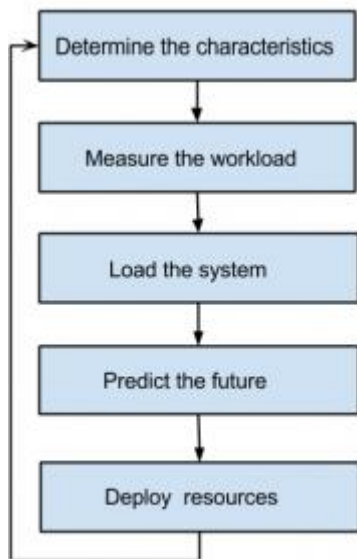 Determine the characteristics
Measure the workload
Load the system
Predict the future
Deploy resources